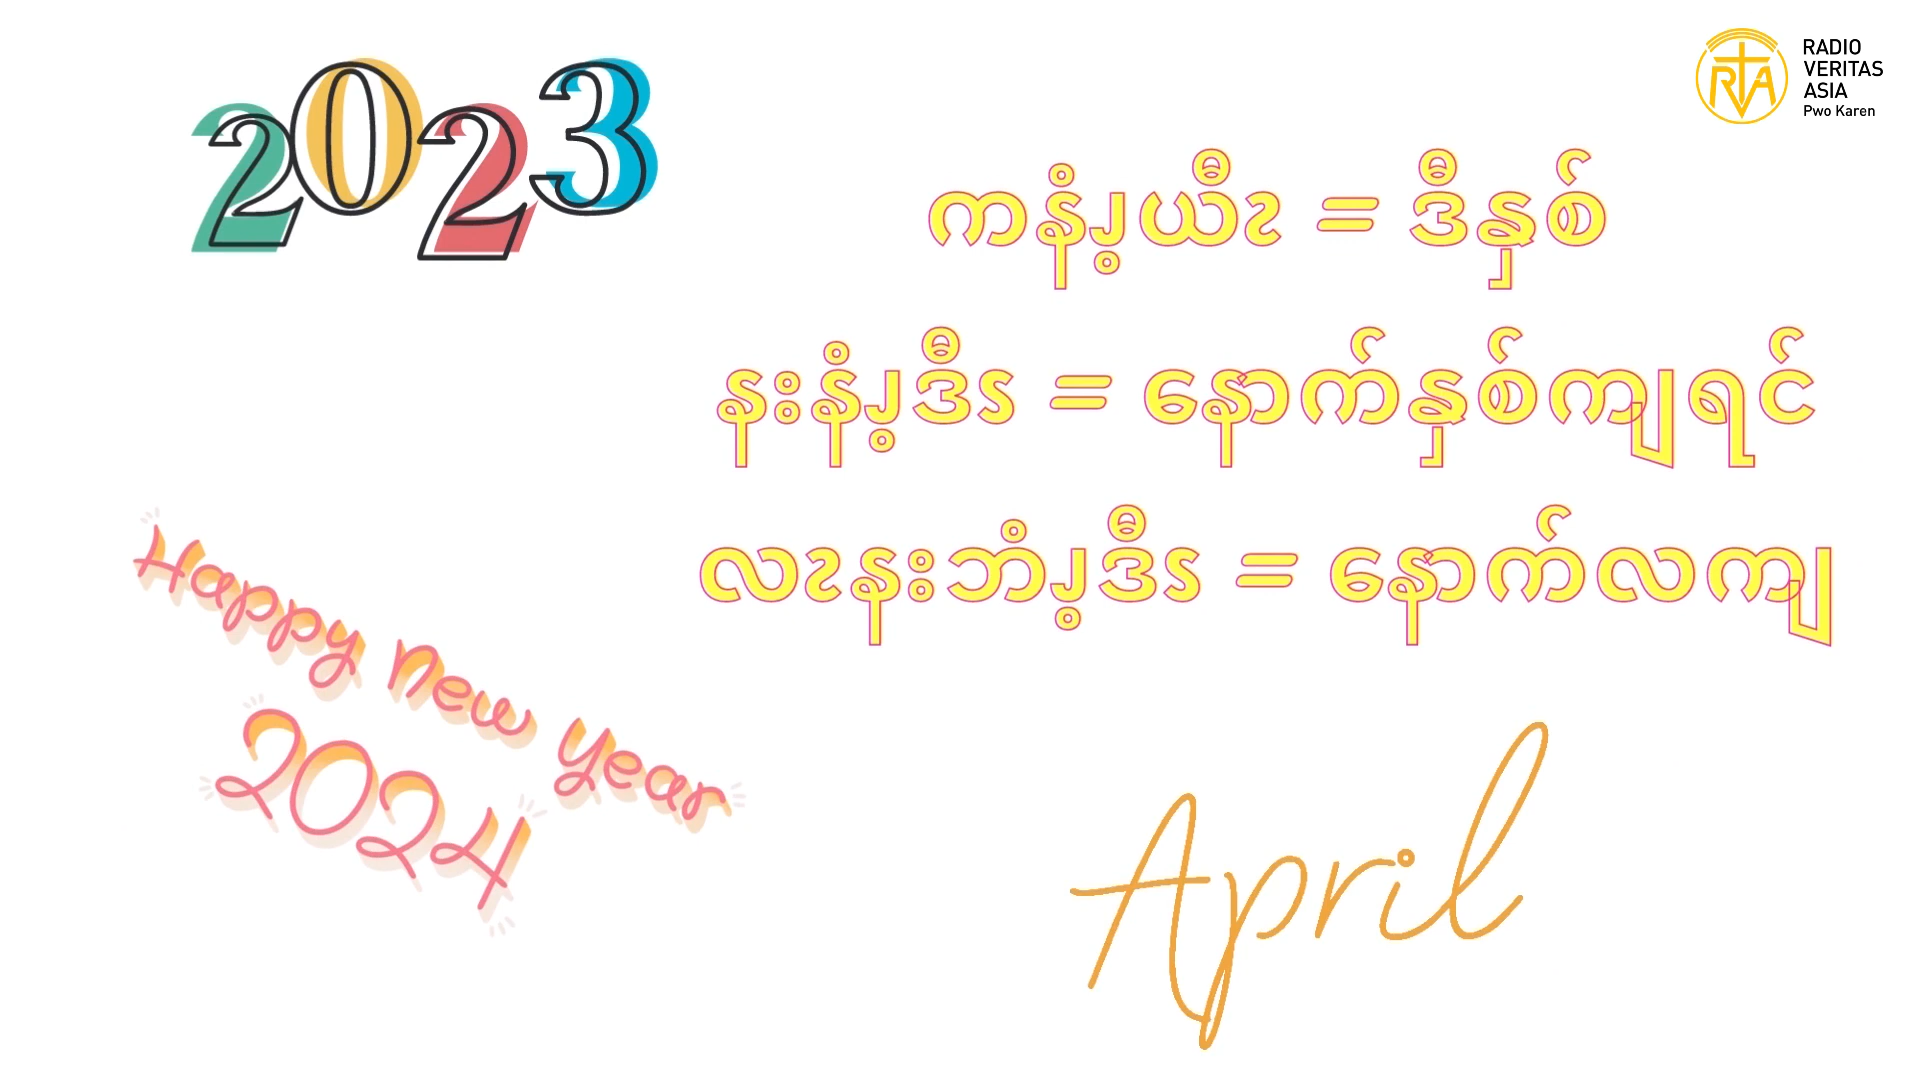 2023
RADIO
VERITAS
ASIA
Pwo Karen
ကနံၪ့ယီၩ = ဒီနှစ်
နးနံၪ့ဒီၭ = နောက်နှစ်ကျရင်
လၩနးဘံၪ့ဒီၭ = နောက်လကျ
Happy New Year
2024
April